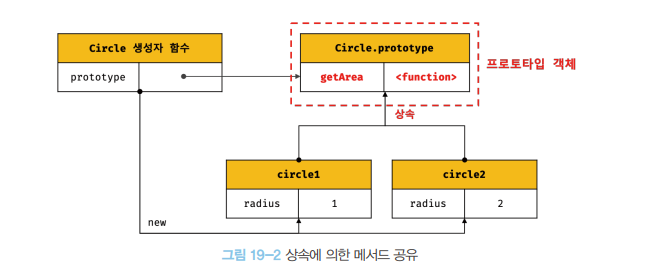 Circle 생성자 함수
prototype
Circle.prototype
getArea <function>
프로토타입 객체
상속
circle1
radius 1
circle2
radius 2
new
그림 19-2 상속에 의한 메서드 공유